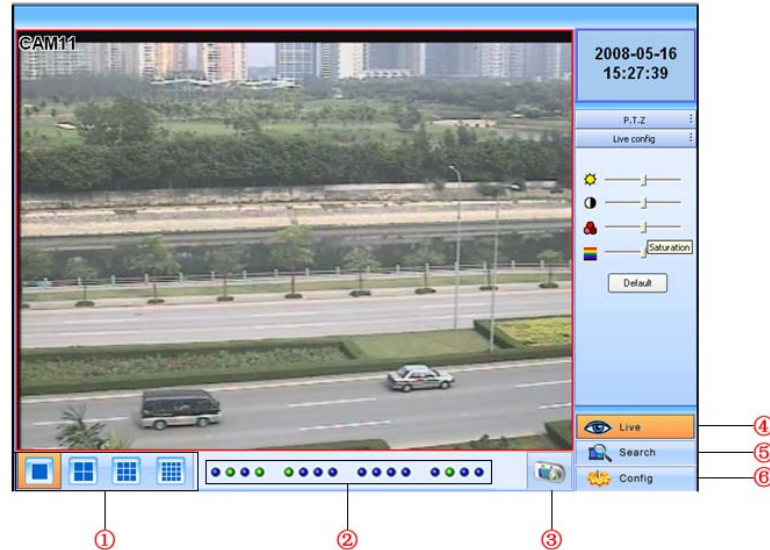 CAM11
2008-05-16
15:27:39
P.T.Z
Live config
Saturation
Default
Live
Search
Config
④
⑤
⑥
①
②
③